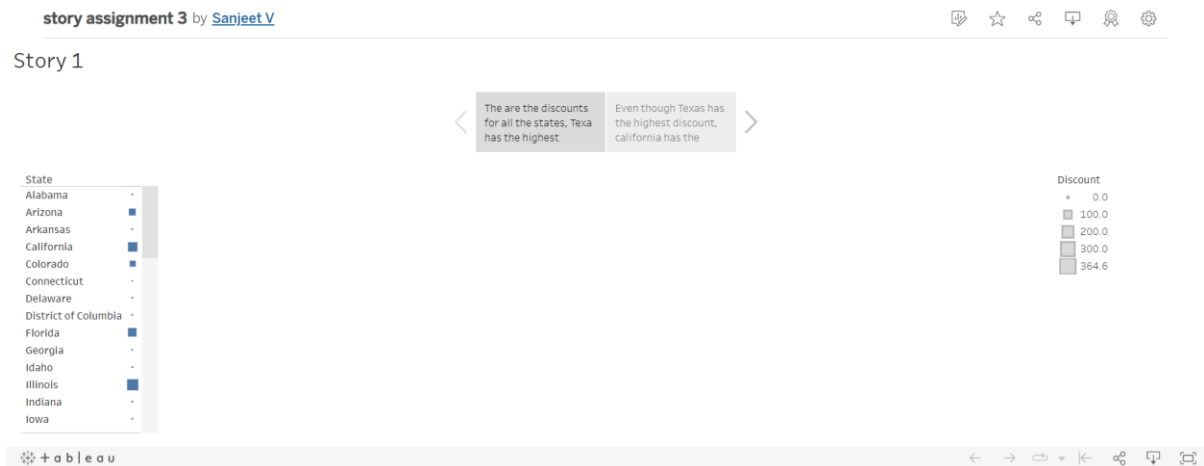 story assignment 3 by Sanjeet V
Story 1
The are the discounts
for all the states, Texa
has the highest
Even though Texas has
the highest discount,
california has the
State
Alabama
Arizona
Arkansas
California
Colorado
Connecticut
Delaware
District of Columbia
Florida
Georgia
Idaho
Illinois
Indiana
Iowa
Discount
0.0
100.0
200.0
300.0
364.6
+ableau